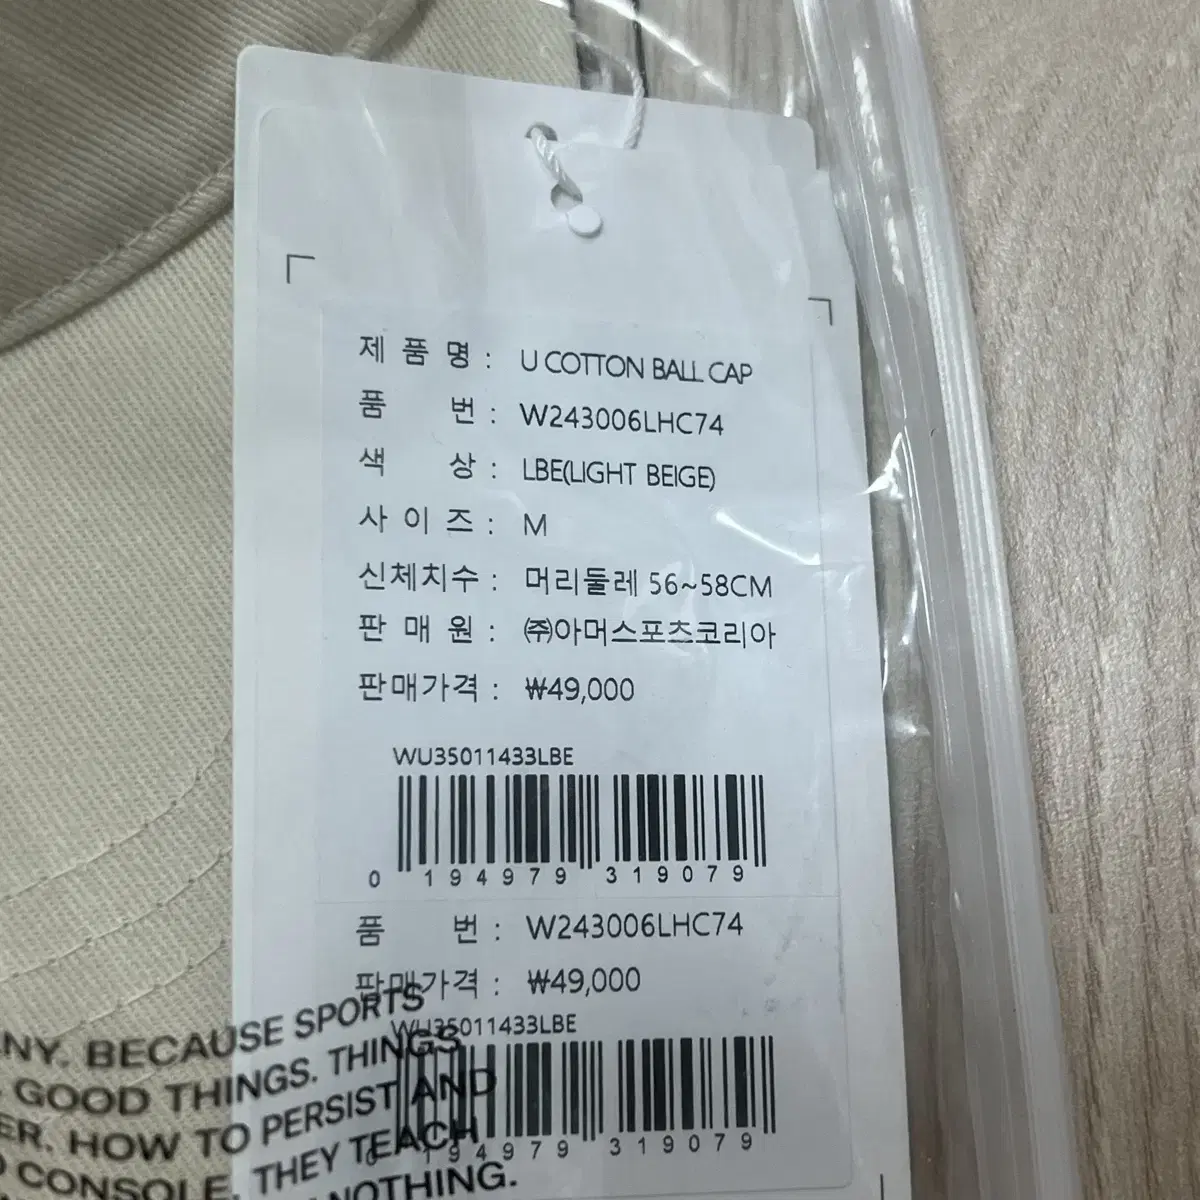 제품명 : U COTTON BALL CAP
품 번 : W243006LHC74
색 상 : LBE(LIGHT BEIGE)
사이즈 : M
신체치수 : 머리둘레 56~58CM
판매원 : ㈜아머스포츠코리아
판매가격 : ₩49,000
WU35011433LBE
0 194979 319079
품 번 : W243006LHC74
판매가격 : ₩49,000
WU35011433LBE
0 194979 319079
NY. BECAUSE SPORTS
GOOD THINGS. THINGS
ER. HOW TO PERSIST AND
CONSOLE. THEY TEACH
NOTHING.